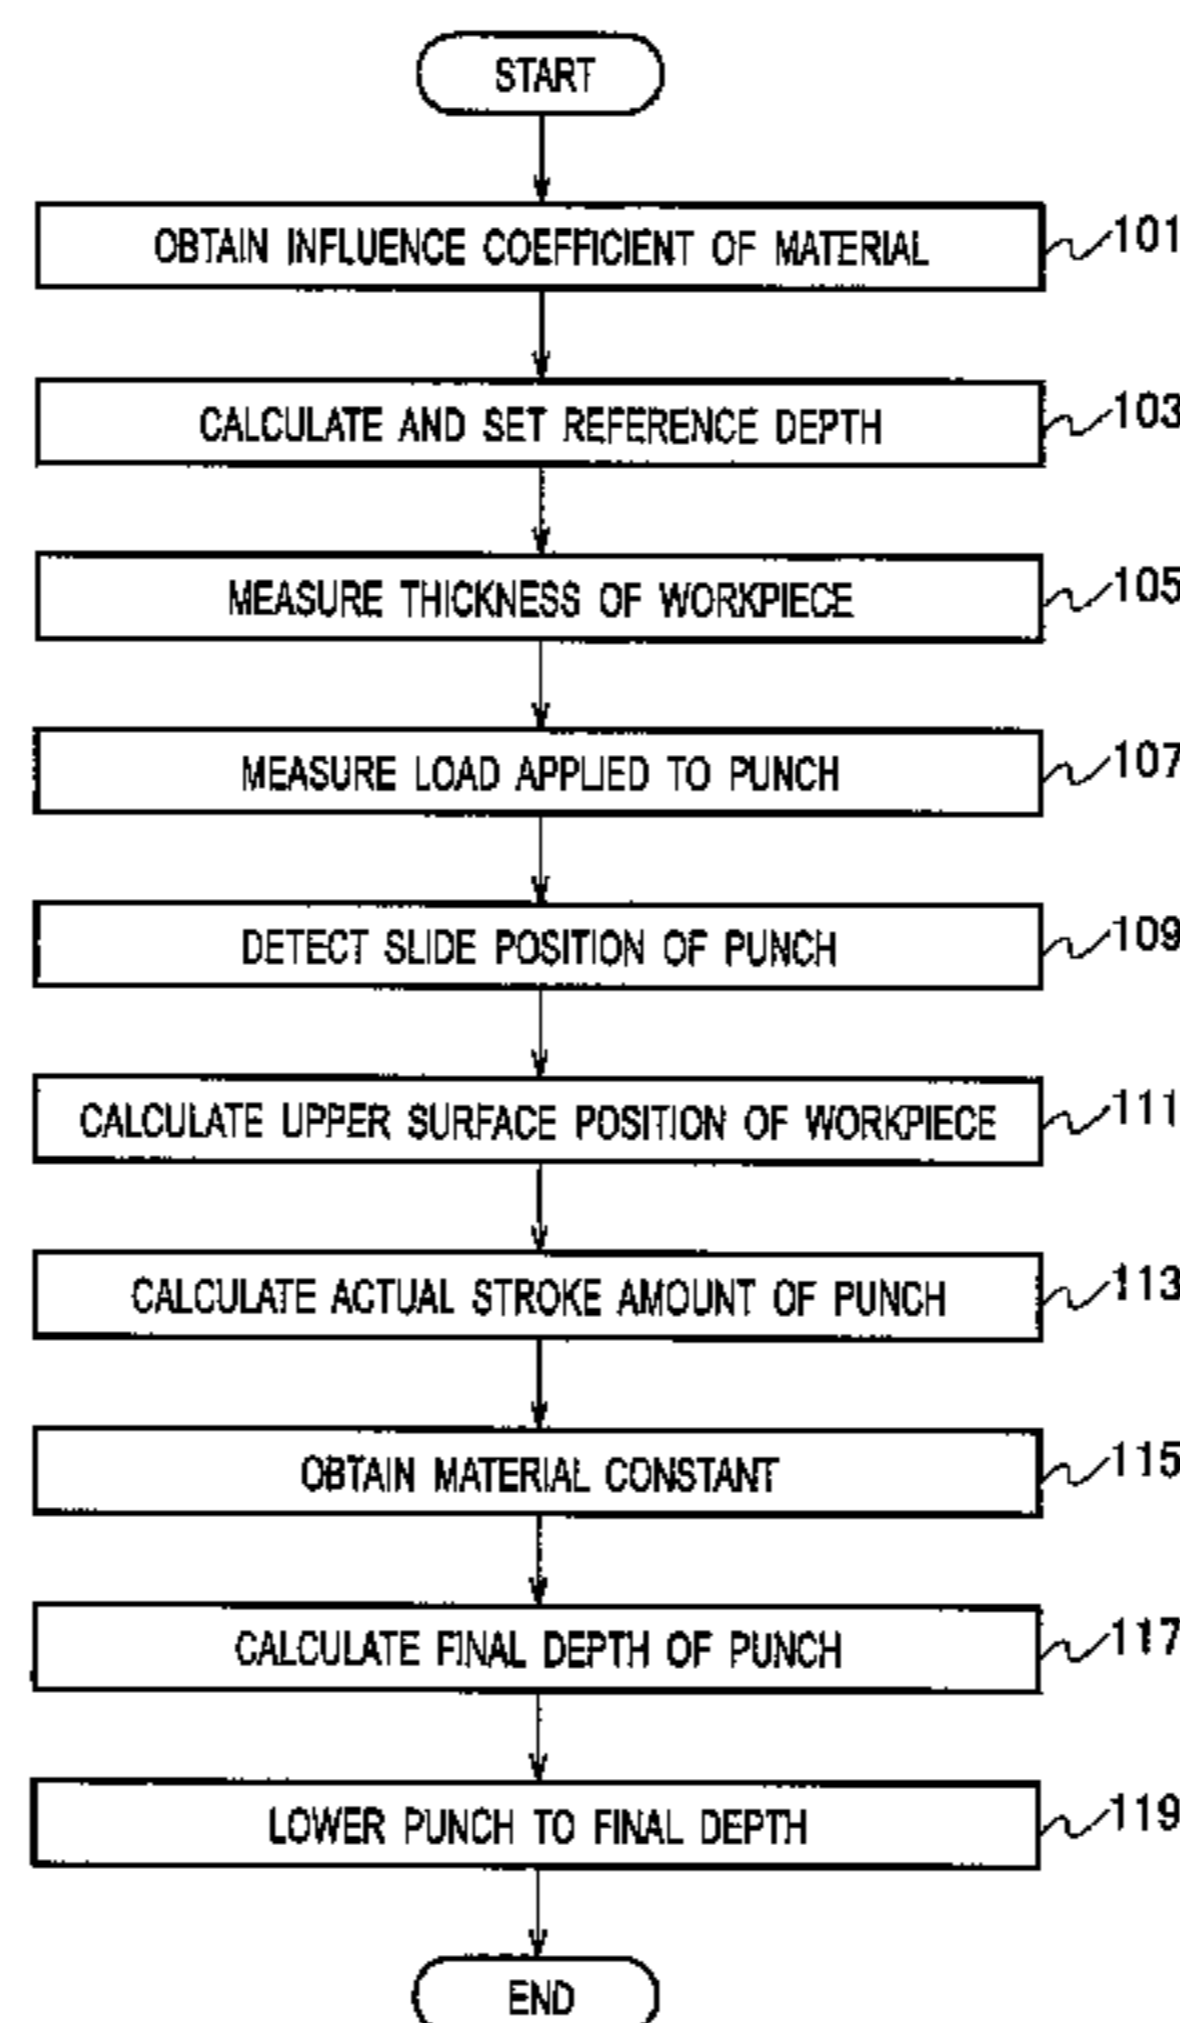 START
OBTAIN INFLUENCE COEFFICIENT OF MATERIAL 101
CALCULATE AND SET REFERENCE DEPTH 103
MEASURE THICKNESS OF WORKPIECE 105
MEASURE LOAD APPLIED TO PUNCH 107
DETECT SLIDE POSITION OF PUNCH 109
CALCULATE UPPER SURFACE POSITION OF WORKPIECE 111
CALCULATE ACTUAL STROKE AMOUNT OF PUNCH 113
OBTAIN MATERIAL CONSTANT 115
CALCULATE FINAL DEPTH OF PUNCH 117
LOWER PUNCH TO FINAL DEPTH 119
END